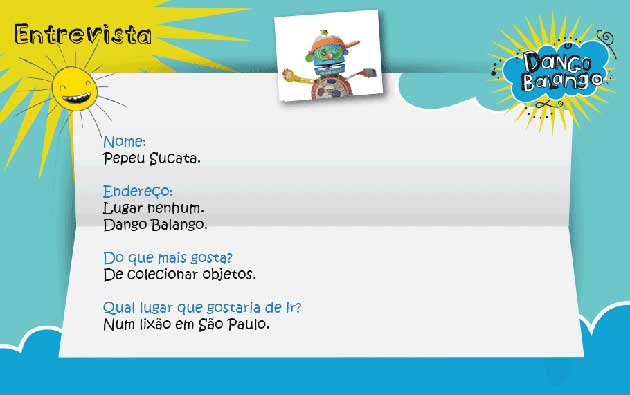 Entrevista
Dango
Balango
Nome:
Pepeu Sucata.
Endereço:
Lugar nenhum.
Dango Balango.
Do que mais gosta?
De colecionar objetos.
Qual lugar que gostaria de ir?
Num lixão em São Paulo.